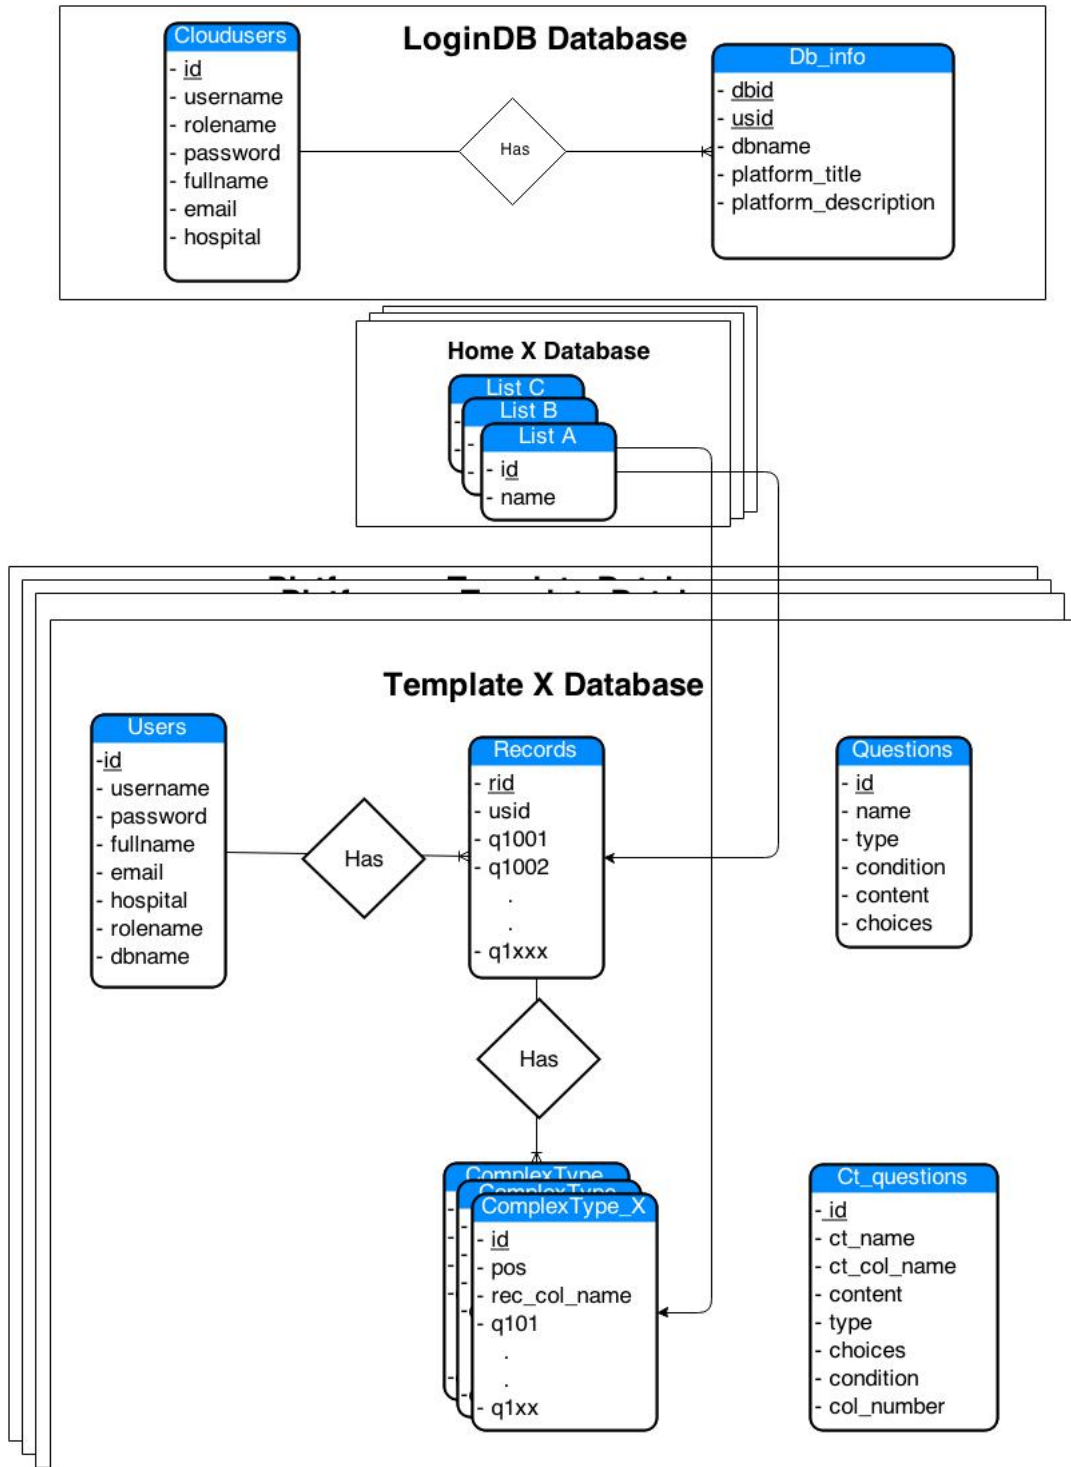 LoginDB Database
Cloudusers
- id
- username
- rolename
- password
- fullname
- email
- hospital
Has
Db_info
- dbid
- usid
- dbname
- platform_title
- platform_description
Home X Database
List C
List B
List A
- id
- name
Template X Database
Users
-id
- username
- password
- fullname
- email
- hospital
- rolename
- dbname
Has
Records
- rid
- usid
- q1001
- q1002
.
.
- q1xxx
Questions
- id
- name
- type
- condition
- content
- choices
Has
ComplexType
ComplexType
ComplexType_X
- id
- pos
- rec_col_name
- q101
.
.
- q1xx
Ct_questions
- id
- ct_name
- ct_col_name
- content
- type
- choices
- condition
- col_number